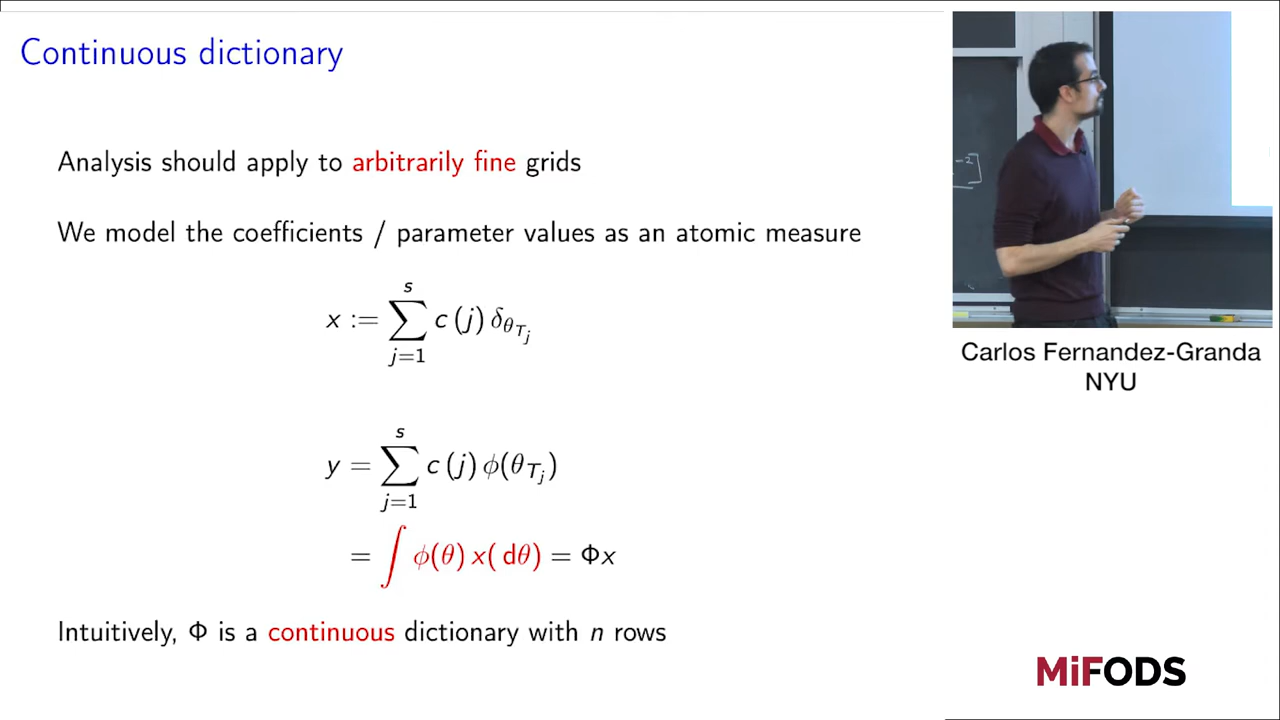 Continuous dictionary
Analysis should apply to arbitrarily fine grids
We model the coefficients / parameter values as an atomic measure
x := ∑_{j=1}^{s} c (j) δ_{θ_{T_j}}
y = ∑_{j=1}^{s} c (j) ϕ(θ_{T_j})
= ∫ ϕ(θ) x( dθ) = Φx
Intuitively, Φ is a continuous dictionary with n rows
-2]
Carlos Fernandez-Granda
NYU
MiFODS